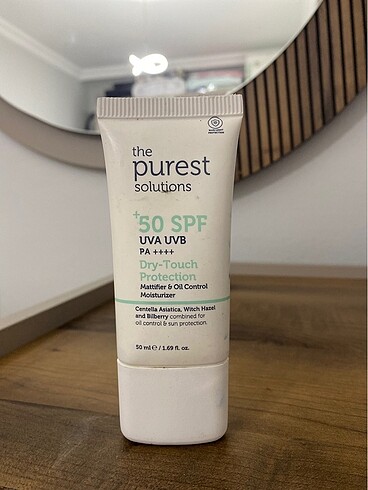 the
purest
solutions
+50 SPF
UVA UVB
PA ++++
Dry-Touch
Protection
Mattifier & Oil Control
Moisturizer
Centella Asiatica, Witch Hazel
and Bilberry combined for
oil control & sun protection.
50 ml ℮ / 1.69 fl. oz.